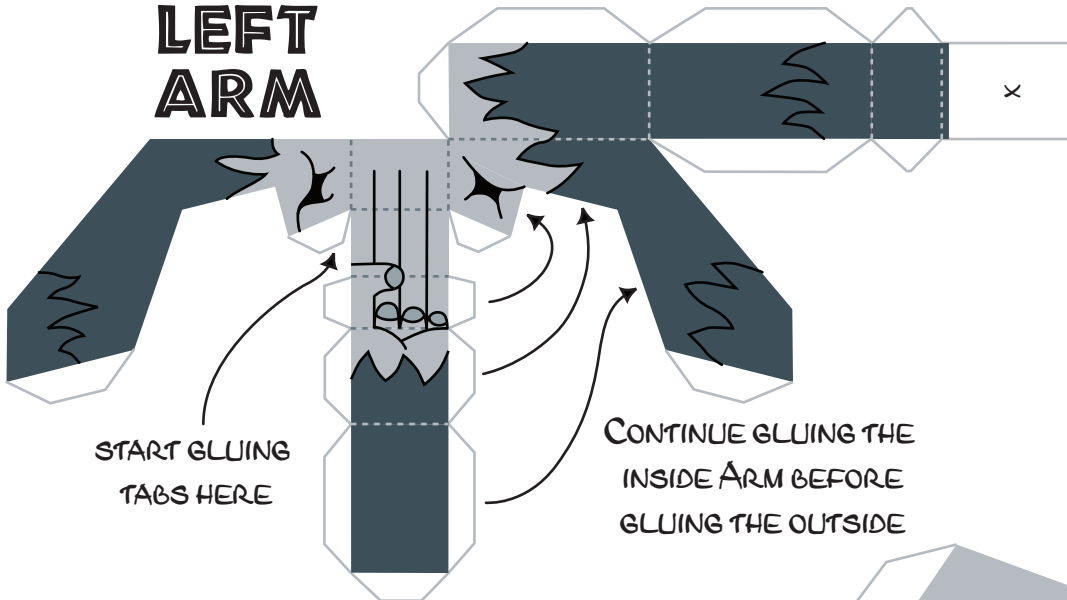 LEFT
ARM
x
START GLUING
TABS HERE
CONTINUE GLUING THE
INSIDE ARM BEFORE
GLUING THE OUTSIDE